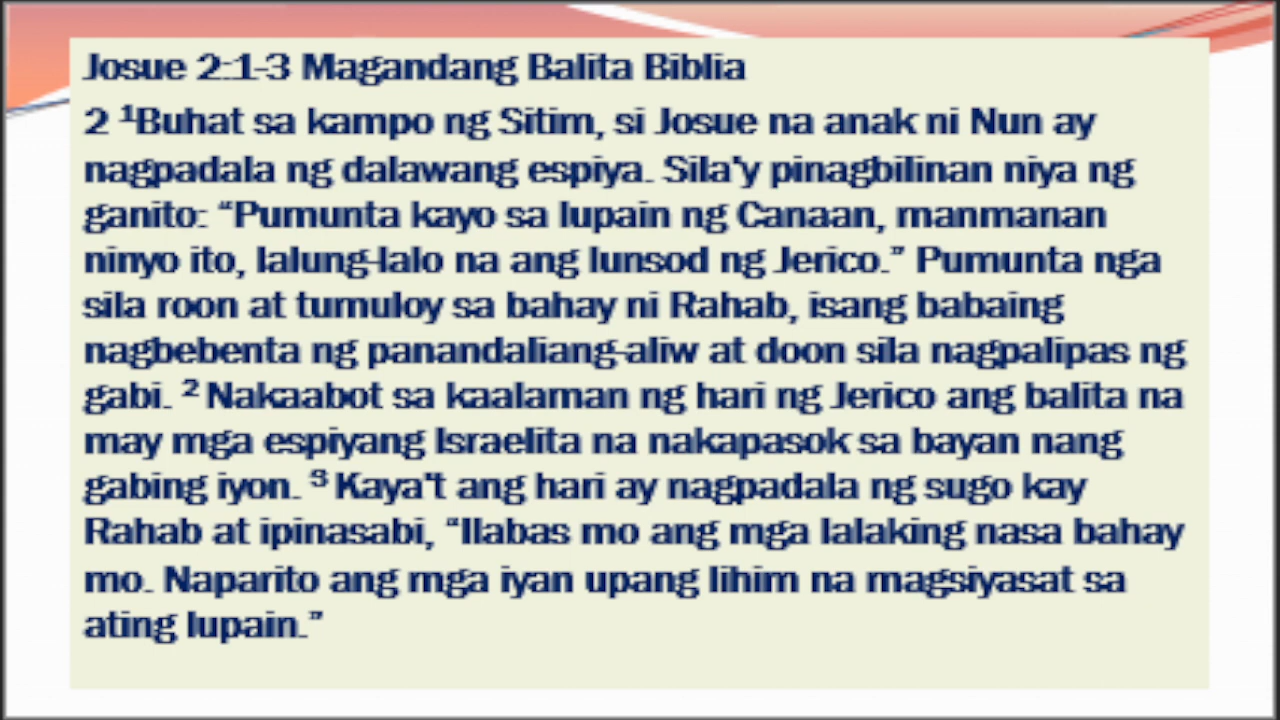 Josue 2:1-3 Magandang Balita Biblia
2 ¹Buhat sa kampo ng Sitim, si Josue na anak ni Nun ay
nagpadala ng dalawang espiya. Sila'y pinagbilinan niya ng
ganito: “Pumunta kayo sa lupain ng Canaan, manmanan
ninyo ito, lalung-lalo na ang lunsod ng Jerico.” Pumunta nga
sila roon at tumuloy sa bahay ni Rahab, isang babaing
nagbebenta ng panandaliang-aliw at doon sila nagpalipas ng
gabi. ² Nakaabot sa kaalaman ng hari ng Jerico ang balita na
may mga espiyang Israelita na nakapasok sa bayan nang
gabing iyon. ³ Kaya't ang hari ay nagpadala ng sugo kay
Rahab at ipinasabi, “Ilabas mo ang mga lalaking nasa bahay
mo. Naparito ang mga iyan upang lihim na magsiyasat sa
ating lupain.”